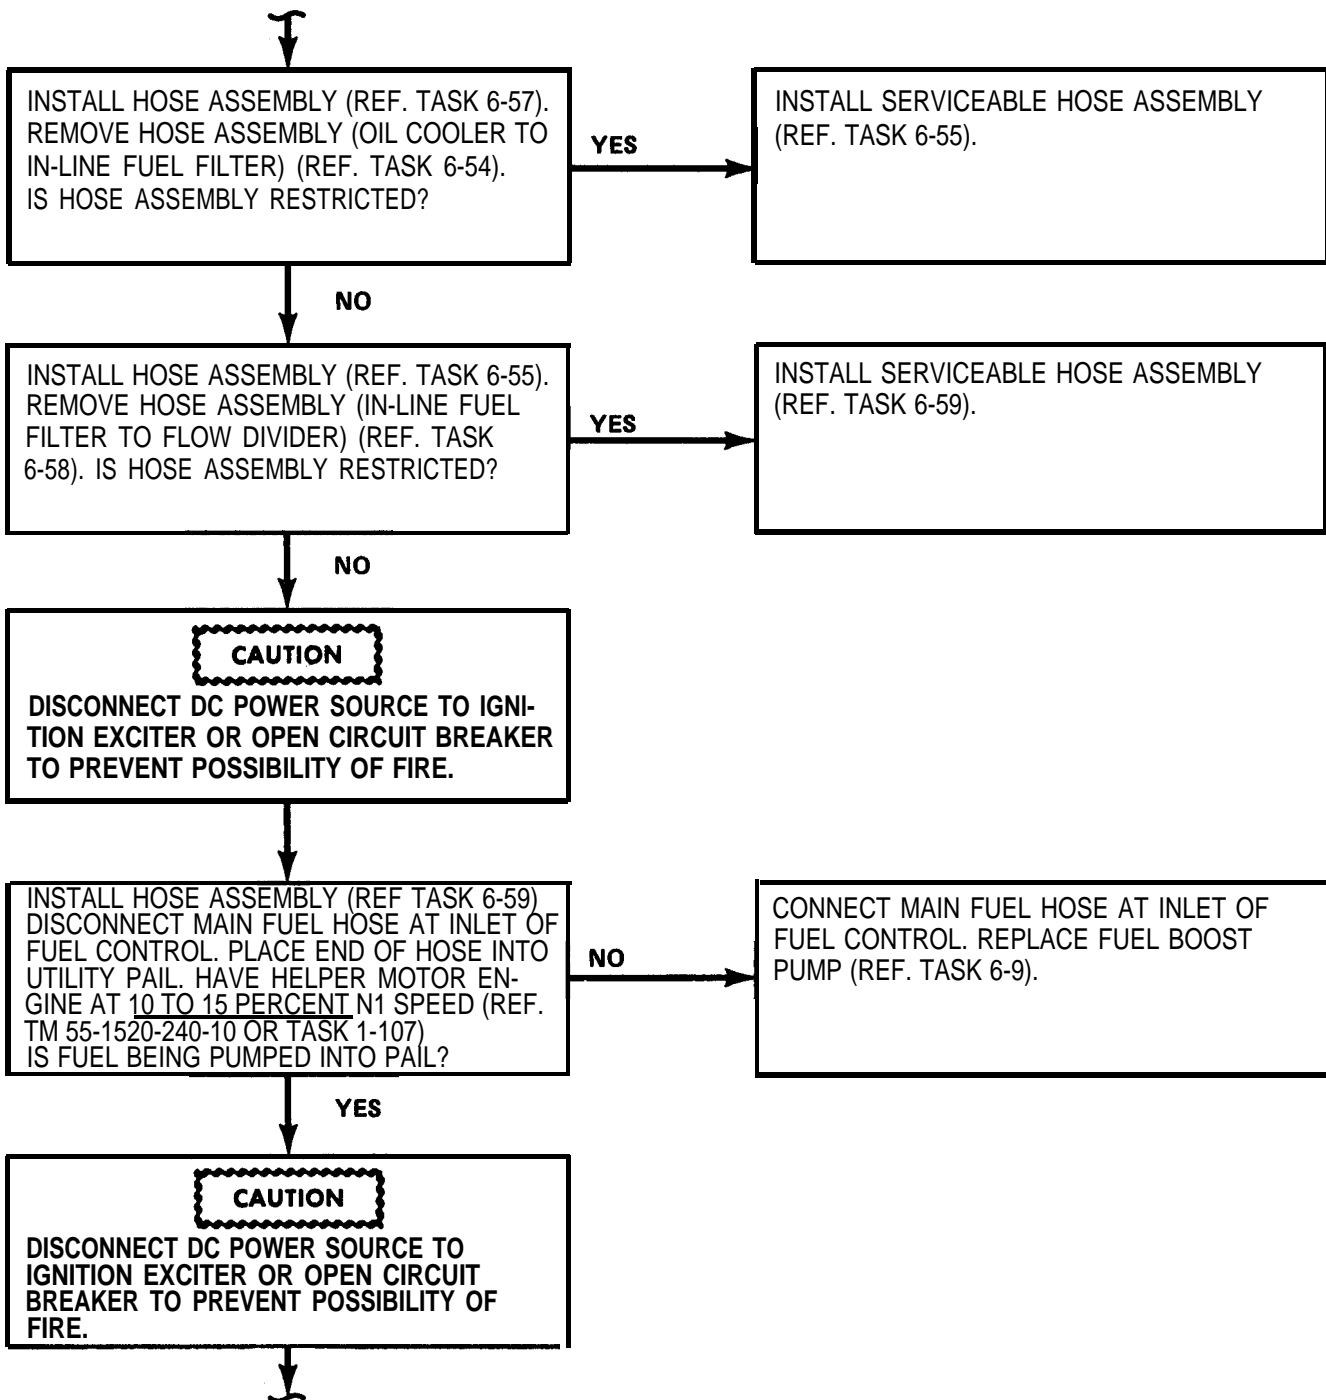 INSTALL HOSE ASSEMBLY (REF. TASK 6-57).
REMOVE HOSE ASSEMBLY (OIL COOLER TO
IN-LINE FUEL FILTER) (REF. TASK 6-54).
IS HOSE ASSEMBLY RESTRICTED?
YES
INSTALL SERVICEABLE HOSE ASSEMBLY
(REF. TASK 6-55).
NO
INSTALL HOSE ASSEMBLY (REF. TASK 6-55).
REMOVE HOSE ASSEMBLY (IN-LINE FUEL
FILTER TO FLOW DIVIDER) (REF. TASK
6-58). IS HOSE ASSEMBLY RESTRICTED?
YES
INSTALL SERVICEABLE HOSE ASSEMBLY
(REF. TASK 6-59).
NO
CAUTION
DISCONNECT DC POWER SOURCE TO IGNI-
TION EXCITER OR OPEN CIRCUIT BREAKER
TO PREVENT POSSIBILITY OF FIRE.
INSTALL HOSE ASSEMBLY (REF TASK 6-59)
DISCONNECT MAIN FUEL HOSE AT INLET OF
FUEL CONTROL. PLACE END OF HOSE INTO
UTILITY PAIL. HAVE HELPER MOTOR EN-
GINE AT 10 TO 15 PERCENT N1 SPEED (REF.
TM 55-1520-240-10 OR TASK 1-107)
IS FUEL BEING PUMPED INTO PAIL?
NO
CONNECT MAIN FUEL HOSE AT INLET OF
FUEL CONTROL. REPLACE FUEL BOOST
PUMP (REF. TASK 6-9).
YES
CAUTION
DISCONNECT DC POWER SOURCE TO
IGNITION EXCITER OR OPEN CIRCUIT
BREAKER TO PREVENT POSSIBILITY OF
FIRE.